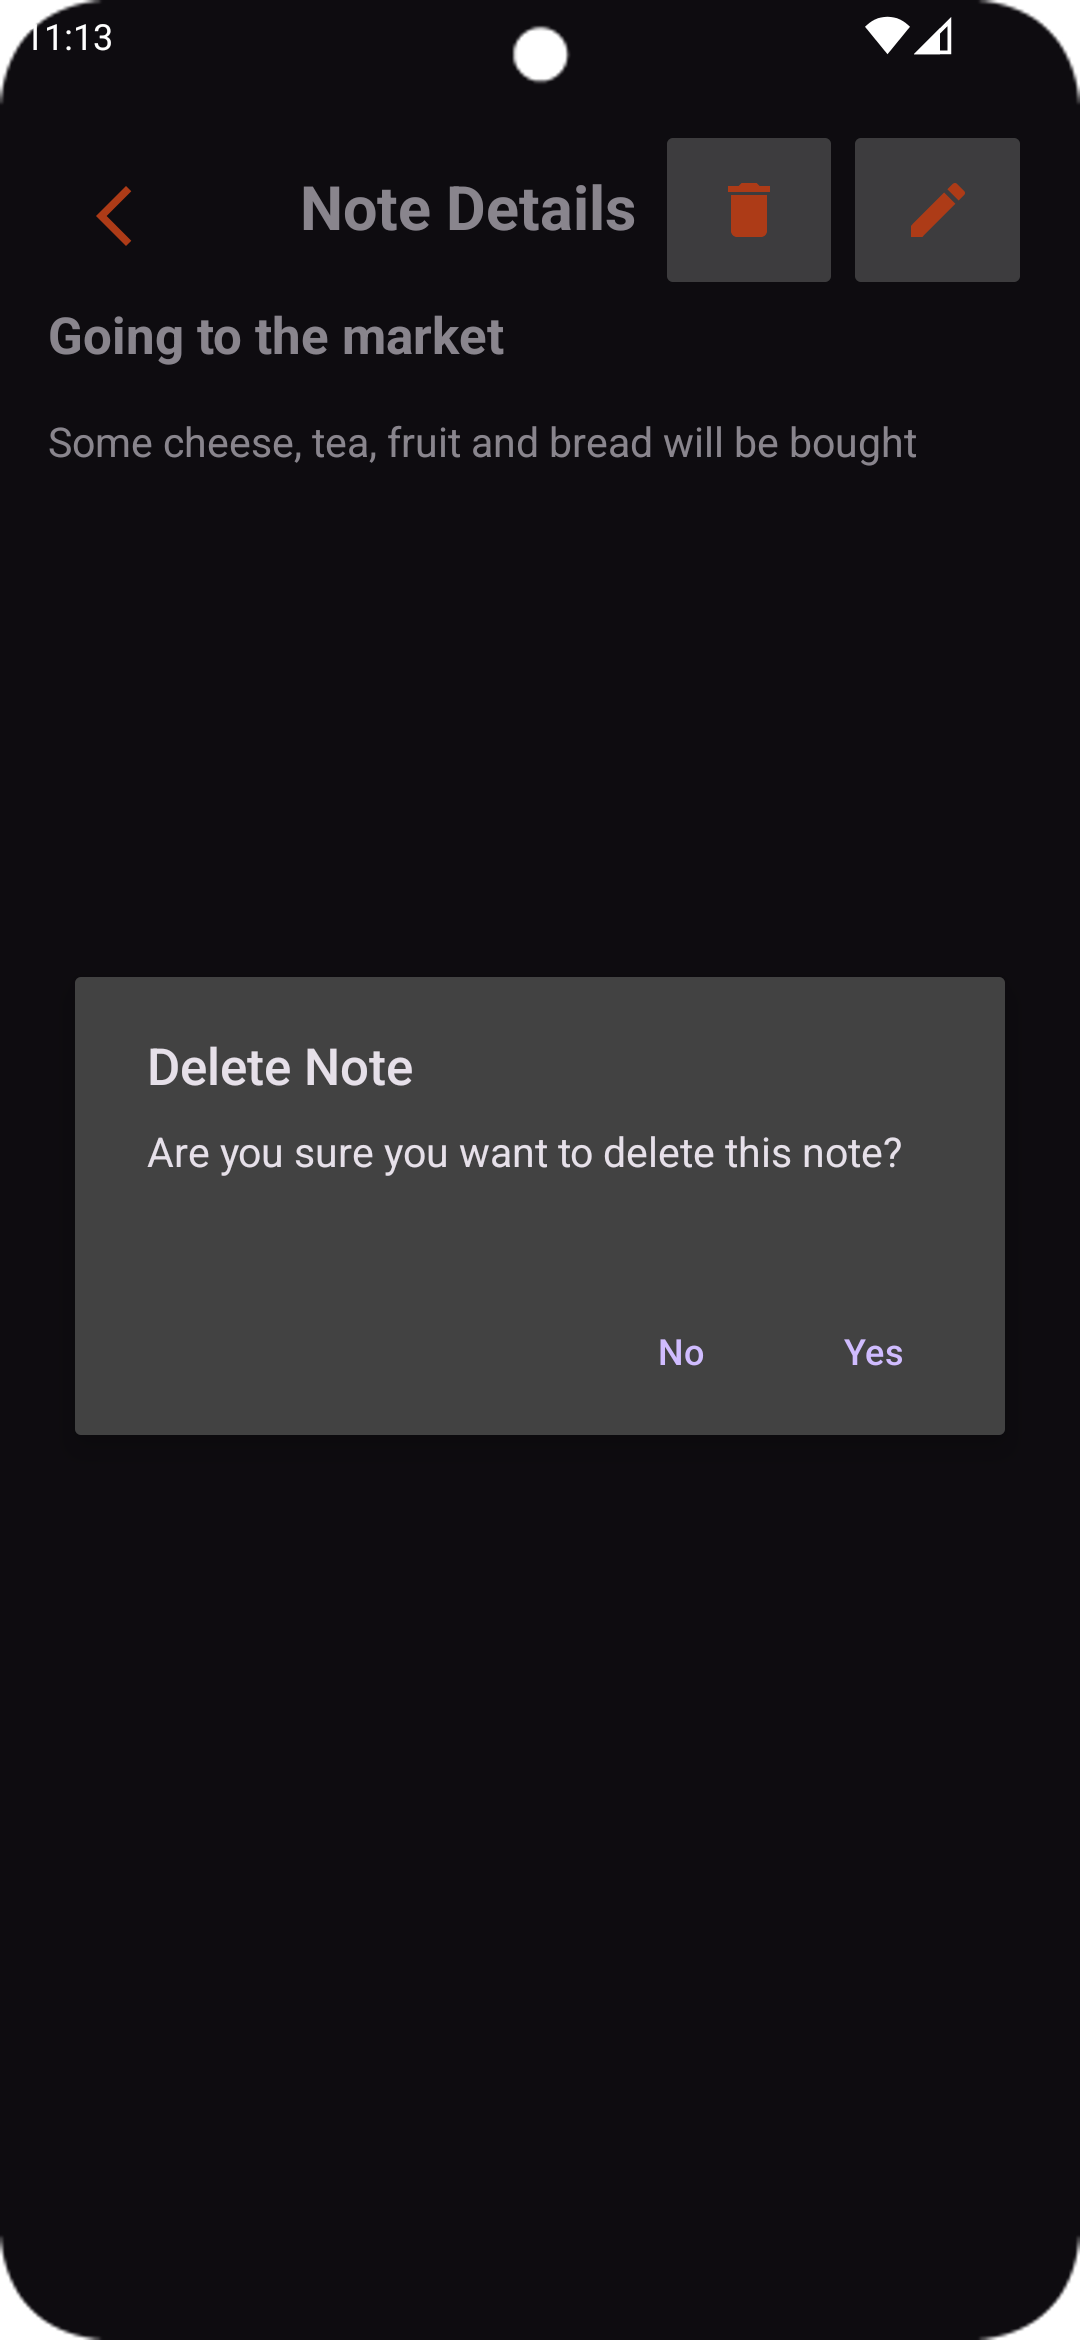 11:13
Note Details
Going to the market
Some cheese, tea, fruit and bread will be bought
Delete Note
Are you sure you want to delete this note?
No Yes